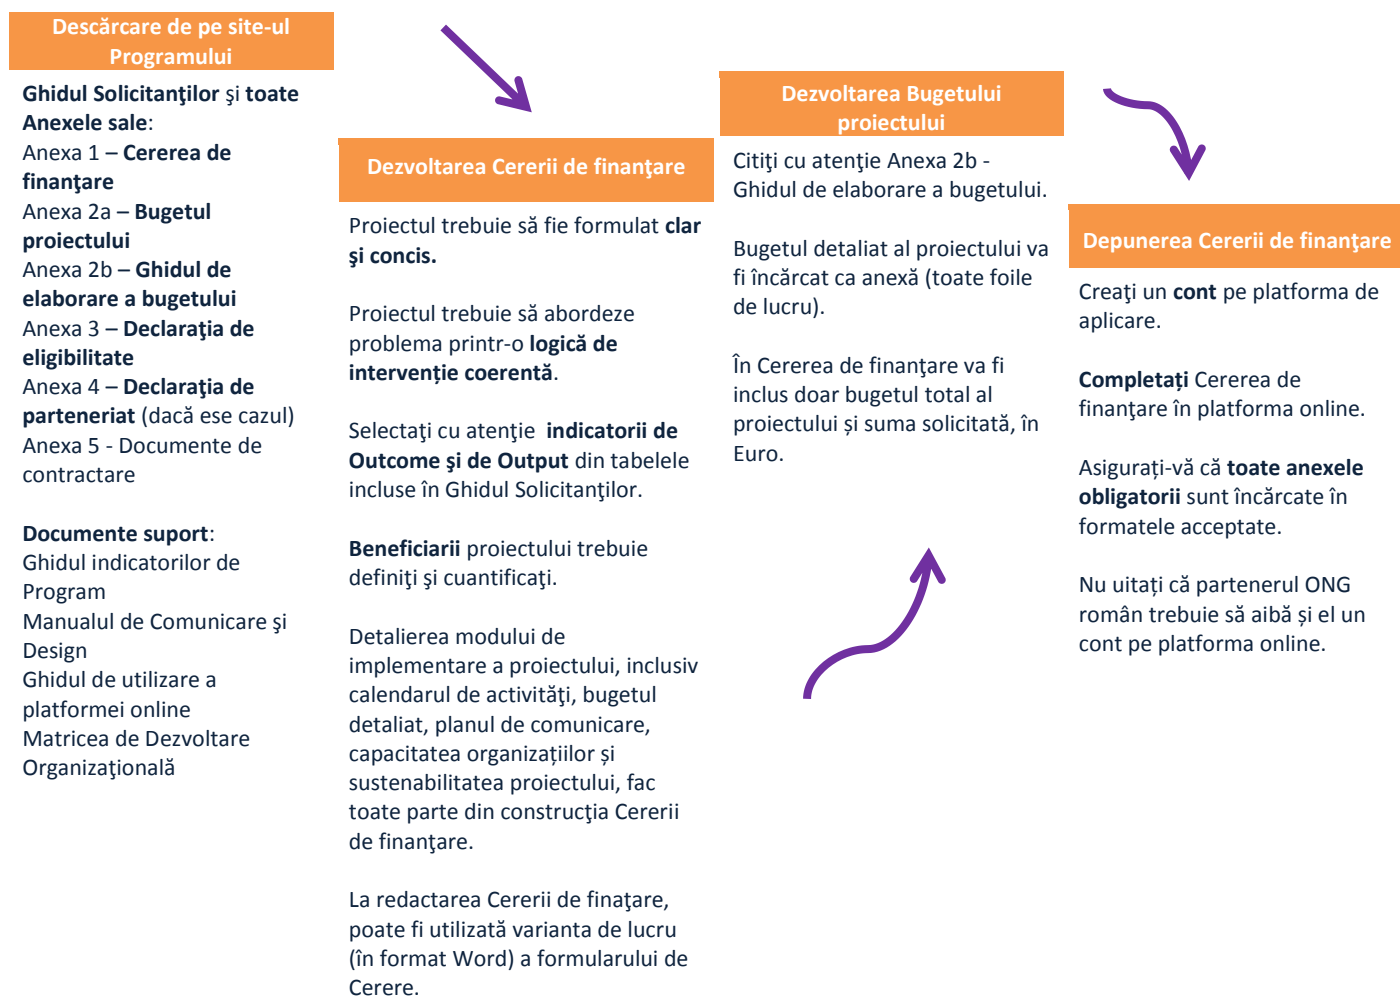 Descărcare de pe site-ul
Programului
Ghidul Solicitanţilor şi toate
Anexele sale:
Anexa 1 – Cererea de
finanţare
Anexa 2a – Bugetul
proiectului
Anexa 2b – Ghidul de
elaborare a bugetului
Anexa 3 – Declaraţia de
eligibilitate
Anexa 4 – Declaraţia de
parteneriat (dacă ese cazul)
Anexa 5 - Documente de
contractare
Documente suport:
Ghidul indicatorilor de
Program
Manualul de Comunicare şi
Design
Ghidul de utilizare a
platformei online
Matricea de Dezvoltare
Organizaţională
Dezvoltarea Cererii de finanţare
Proiectul trebuie să fie formulat clar
şi concis.
Proiectul trebuie să abordeze
problema printr-o logică de
intervenție coerentă.
Selectaţi cu atenţie indicatorii de
Outcome şi de Output din tabelele
incluse în Ghidul Solicitanţilor.
Beneficiarii proiectului trebuie
definiţi şi cuantificaţi.
Detalierea modului de
implementare a proiectului, inclusiv
calendarul de activități, bugetul
detaliat, planul de comunicare,
capacitatea organizațiilor și
sustenabilitatea proiectului, fac
toate parte din construcția Cererii
de finanţare.
La redactarea Cererii de finaţare,
poate fi utilizată varianta de lucru
(în format Word) a formularului de
Cerere.
Dezvoltarea Bugetului
proiectului
Citiţi cu atenţie Anexa 2b -
Ghidul de elaborare a bugetului.
Bugetul detaliat al proiectului va
fi încărcat ca anexă (toate foile
de lucru).
În Cererea de finanţare va fi
inclus doar bugetul total al
proiectului și suma solicitată, în
Euro.
Depunerea Cererii de finanţare
Creaţi un cont pe platforma de
aplicare.
Completați Cererea de
finanţare în platforma online.
Asigurați-vă că toate anexele
obligatorii sunt încărcate în
formatele acceptate.
Nu uitați că partenerul ONG
român trebuie să aibă și el un
cont pe platforma online.